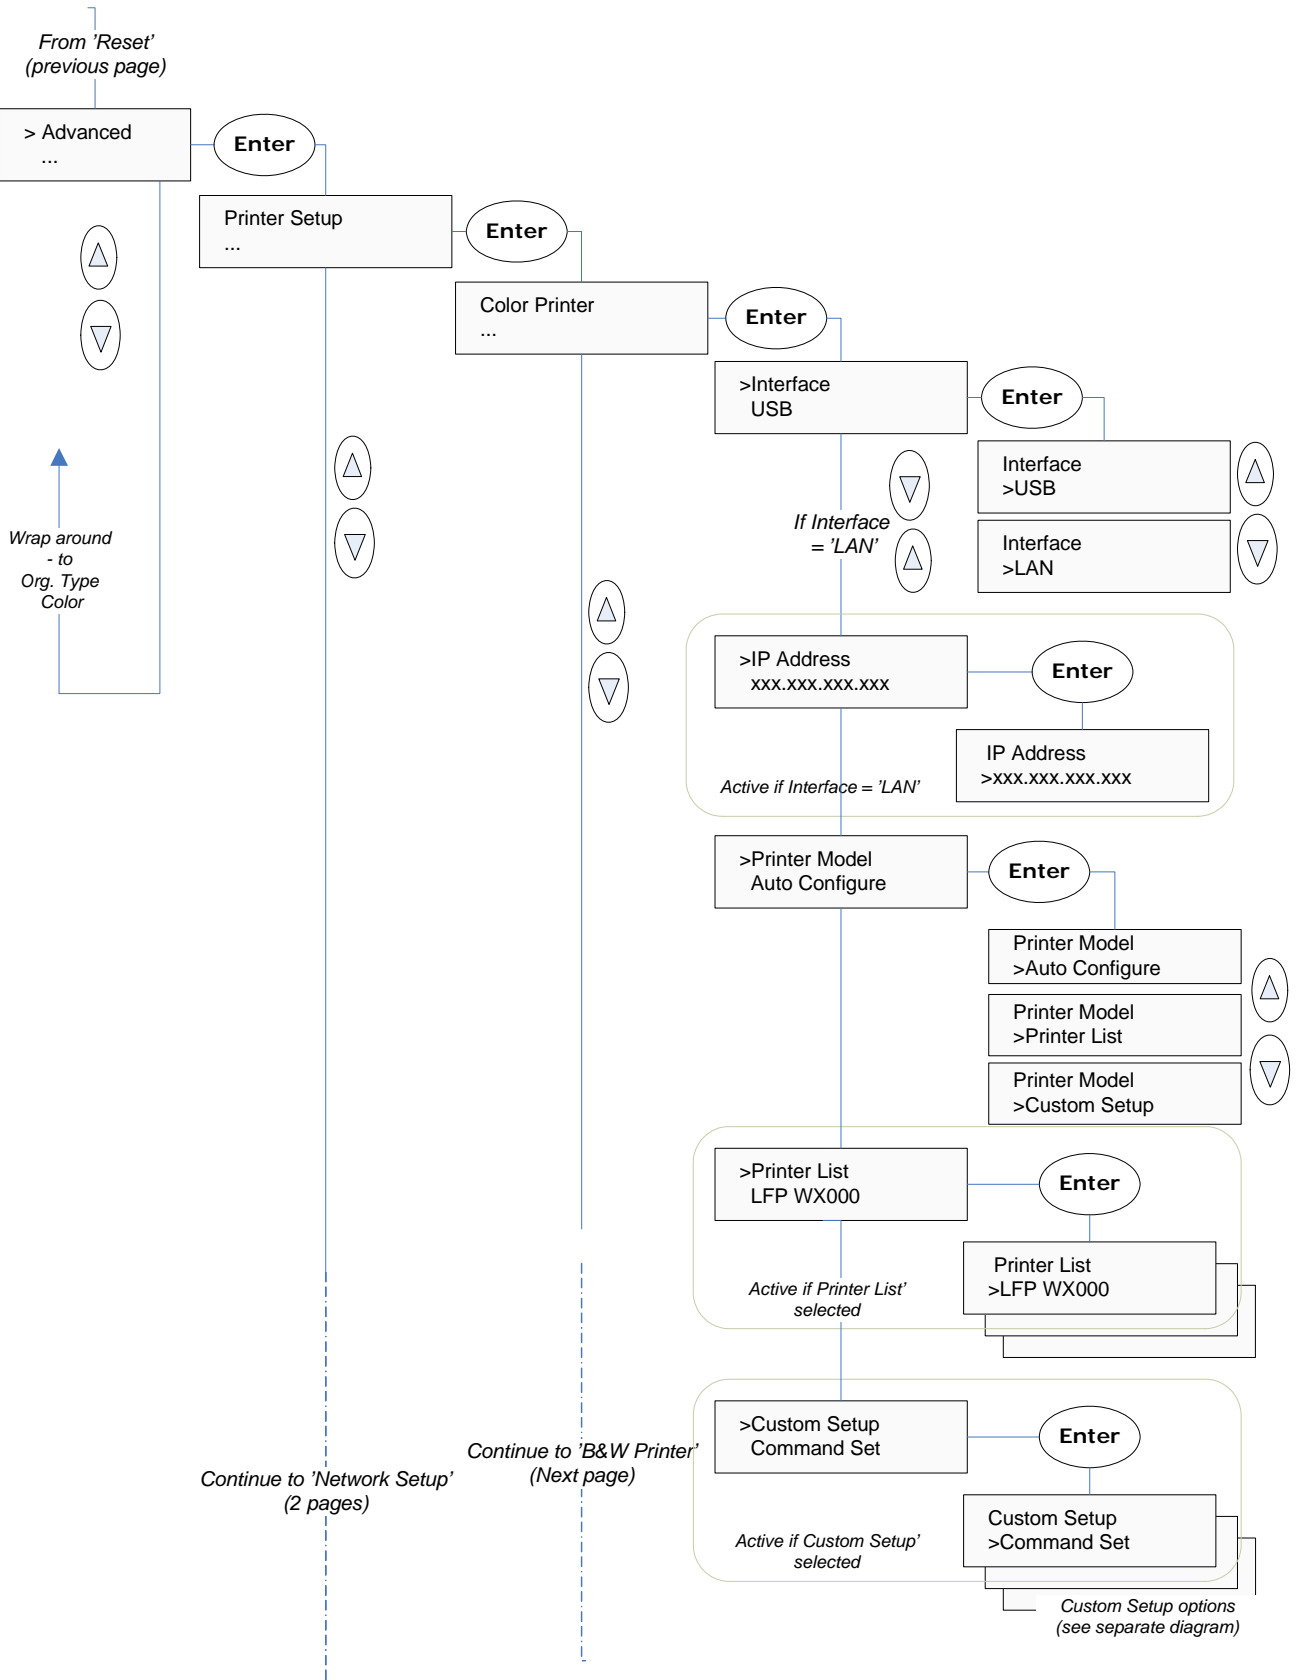 From 'Reset'
(previous page)
> Advanced
...
Enter
Printer Setup
...
Enter
Color Printer
...
Enter
>Interface
USB
Enter
Interface
>USB
Interface
>LAN
If Interface
= 'LAN'
Wrap around
- to
Org. Type
Color
>IP Address
xxx.xxx.xxx.xxx
Enter
IP Address
>xxx.xxx.xxx.xxx
Active if Interface = 'LAN'
>Printer Model
Auto Configure
Enter
Printer Model
>Auto Configure
Printer Model
>Printer List
Printer Model
>Custom Setup
>Printer List
LFP WX000
Enter
Printer List
>LFP WX000
Active if Printer List'
selected
>Custom Setup
Command Set
Enter
Custom Setup
>Command Set
Active if Custom Setup'
selected
Custom Setup options
(see separate diagram)
Continue to 'B&W Printer'
(Next page)
Continue to 'Network Setup'
(2 pages)